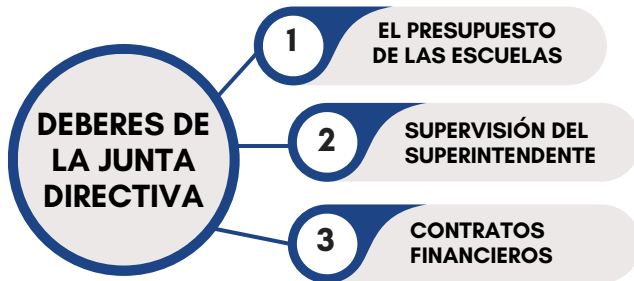 DEBERES DE
LA JUNTA
DIRECTIVA
1
EL PRESUPUESTO
DE LAS ESCUELAS
2
SUPERVISIÓN DEL
SUPERINTENDENTE
3
CONTRATOS
FINANCIEROS